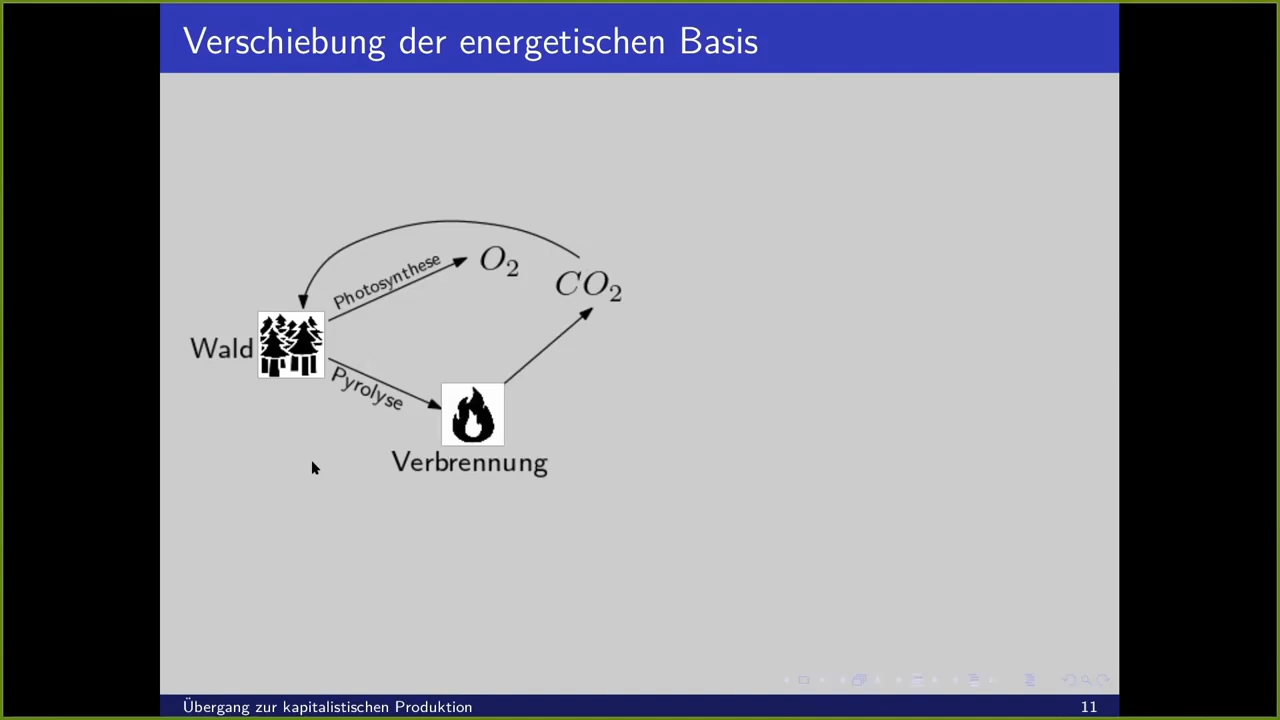 Verschiebung der energetischen Basis
Photosynthese
O₂
CO₂
Wald
Pyrolyse
Verbrennung
Übergang zur kapitalistischen Produktion
11